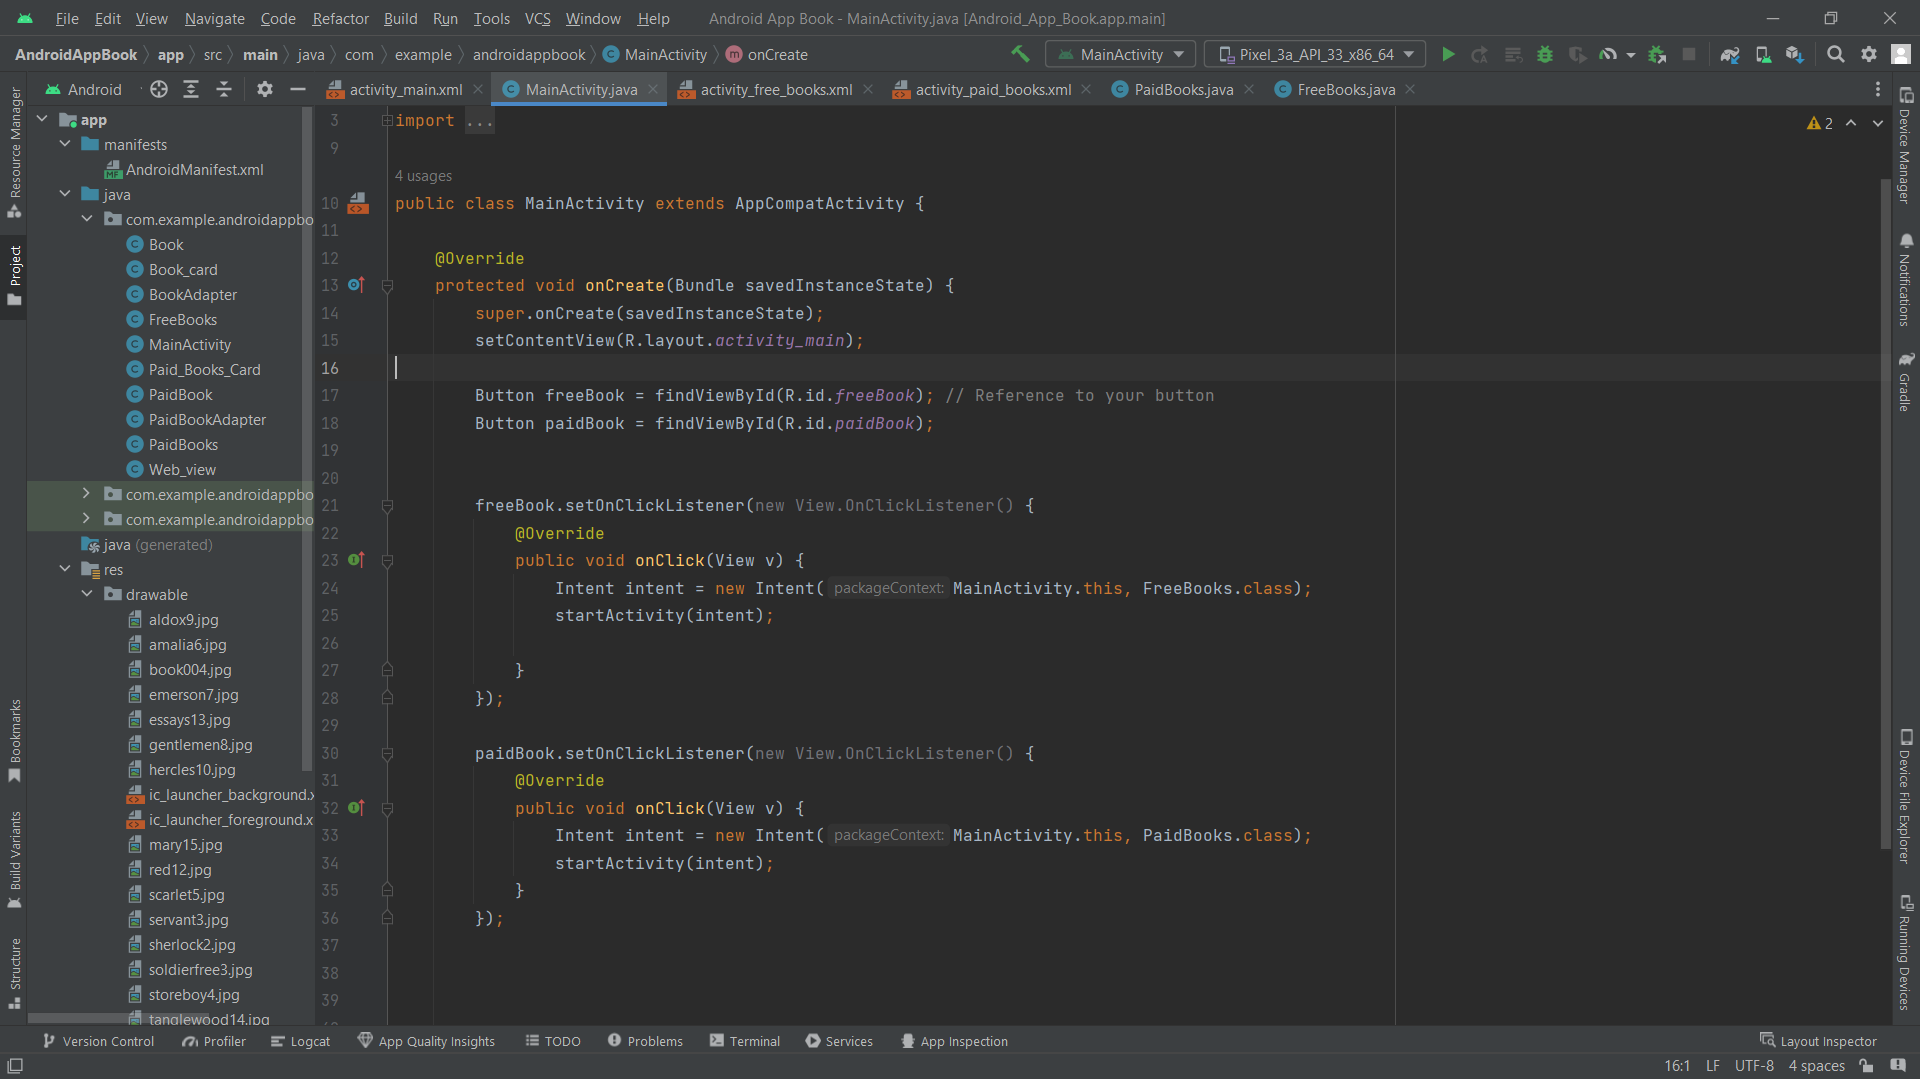 File Edit View Navigate Code Refactor Build Run Tools VCS Window Help Android App Book - MainActivity.java [Android_App_Book.app.main]
AndroidAppBook app src main java com example androidappbook MainActivity onCreate MainActivity Pixel_3a_API_33_x86_64
Android activity_main.xml MainActivity.java activity_free_books.xml activity_paid_books.xml PaidBooks.java FreeBooks.java
Resource Manager
Project
Bookmarks
Build Variants
Structure
app
manifests
AndroidManifest.xml
java
com.example.androidappbo
Book
Book_card
BookAdapter
FreeBooks
MainActivity
Paid_Books_Card
PaidBook
PaidBookAdapter
PaidBooks
Web_view
com.example.androidappbo
com.example.androidappbo
java (generated)
res
drawable
aldox9.jpg
amalia6.jpg
book004.jpg
emerson7.jpg
essays13.jpg
gentlemen8.jpg
hercles10.jpg
ic_launcher_background.x
ic_launcher_foreground.x
mary15.jpg
red12.jpg
scarlet5.jpg
servant3.jpg
sherlock2.jpg
soldierfree3.jpg
storeboy4.jpg
tanglewood14.jpg
3 import ...
2
9
4 usages
10 public class MainActivity extends AppCompatActivity {
11
12 @Override
13 protected void onCreate(Bundle savedInstanceState) {
14 super.onCreate(savedInstanceState);
15 setContentView(R.layout.activity_main);
16
17 Button freeBook = findViewById(R.id.freeBook); // Reference to your button
18 Button paidBook = findViewById(R.id.paidBook);
19
20
21 freeBook.setOnClickListener(new View.OnClickListener() {
22 @Override
23 public void onClick(View v) {
24 Intent intent = new Intent( packageContext: MainActivity.this, FreeBooks.class);
25 startActivity(intent);
26
27 }
28 });
29
30 paidBook.setOnClickListener(new View.OnClickListener() {
31 @Override
32 public void onClick(View v) {
33 Intent intent = new Intent( packageContext: MainActivity.this, PaidBooks.class);
34 startActivity(intent);
35 }
36 });
37
38
39
Device Manager
Notifications
Gradle
Device File Explorer
Running Devices
Version Control Profiler Logcat App Quality Insights TODO Problems Terminal Services App Inspection Layout Inspector
16:1 LF UTF-8 4 spaces